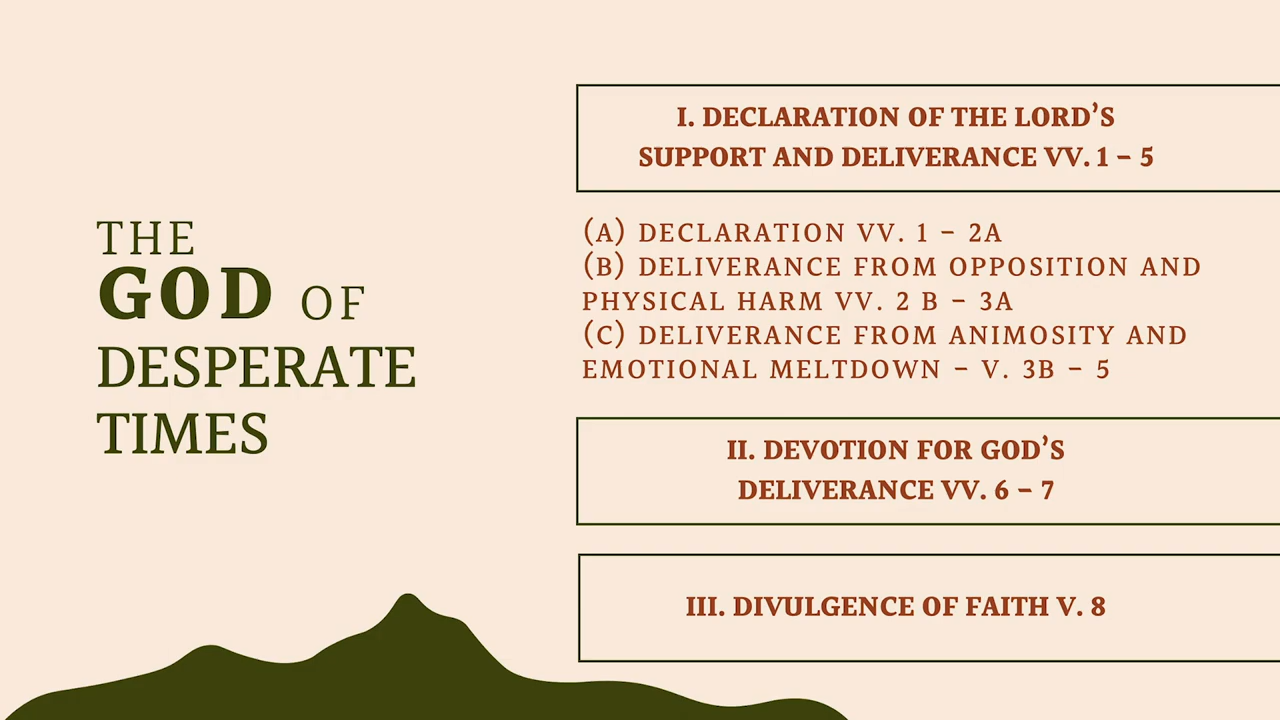 THE
GOD OF
DESPERATE
TIMES
I. DECLARATION OF THE LORD'S
SUPPORT AND DELIVERANCE VV. 1 – 5
(A) DECLARATION VV. 1 – 2A
(B) DELIVERANCE FROM OPPOSITION AND
PHYSICAL HARM VV. 2 B – 3A
(C) DELIVERANCE FROM ANIMOSITY AND
EMOTIONAL MELTDOWN – V. 3B – 5
II. DEVOTION FOR GOD'S
DELIVERANCE VV. 6 – 7
III. DIVULGENCE OF FAITH V. 8